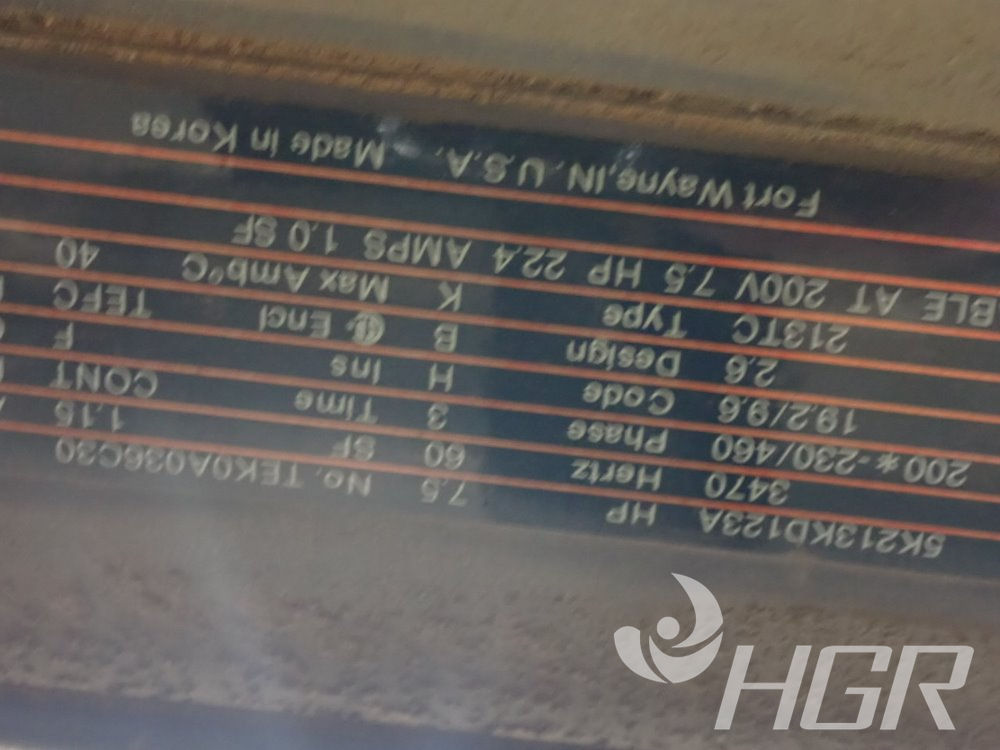 5K213KD123A HP 7.5 No. TEK0A036C30
3470 Hertz 60 SF 1.15
200*-230/460 Phase 3 Time CONT
19.2/9.6 Code H Ins F
2.6 Design B Encl TEFC
213TC Type K Max Amb°C 40
BLE AT 200V 7.5 HP 22.4 AMPS 1.0 SF
Fort Wayne, IN, U.S.A. Made in Korea
HGR